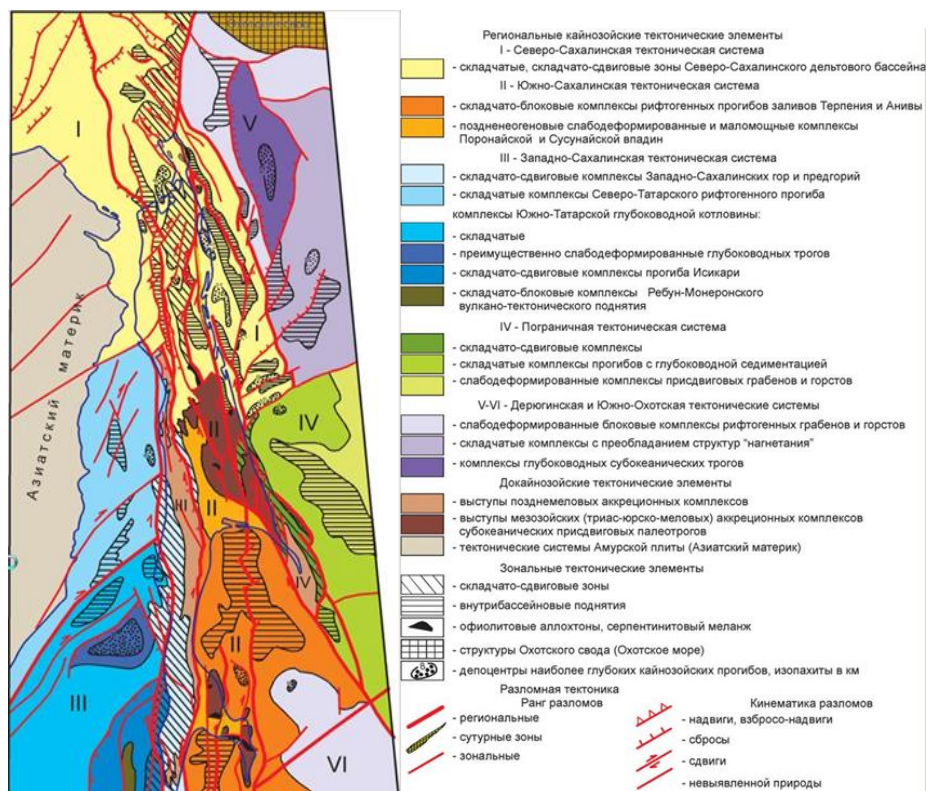 I
V
I
Азиатский материк
II
IV
III
II
IV
II
III
VI
Региональные кайнозойские тектонические элементы
I - Северо-Сахалинская тектоническая система
- складчатые, складчато-сдвиговые зоны Северо-Сахалинского дельтового бассейна
II - Южно-Сахалинская тектоническая система
- складчато-блоковые комплексы рифтогенных прогибов заливов Терпения и Анивы
- поздненеогеновые слабодеформированные и маломощные комплексы
Поронайской и Сусунайской впадин
III - Западно-Сахалинская тектоническая система
- складчато-сдвиговые комплексы Западно-Сахалинских гор и предгорий
- складчатые комплексы Северо-Татарского рифтогенного прогиба
комплексы Южно-Татарской глубоководной котловины:
- складчатые
- преимущественно слабодеформированные глубоководных трогов
- складчато-сдвиговые комплексы прогиба Исикари
- складчато-блоковые комплексы Ребун-Монеронского
вулкано-тектонического поднятия
IV - Пограничная тектоническая система
- складчато-сдвиговые комплексы
- складчатые комплексы прогибов с глубоководной седиментацией
- слабодеформированные комплексы присдвиговых грабенов и горстов
V-VI - Дерюгинская и Южно-Охотская тектонические системы
- слабодеформированные блоковые комплексы рифтогенных грабенов и горстов
- складчатые комплексы с преобладанием структур "нагнетания"
- комплексы глубоководных субокеанических трогов
Докайнозойские тектонические элементы
- выступы позднемеловых аккреционных комплексов
- выступы мезозойских (триас-юрско-меловых) аккреционных комплексов
субокеанических присдвиговых палеотрогов
- тектонические системы Амурской плиты (Азиатский материк)
Зональные тектонические элементы
- складчато-сдвиговые зоны
- внутрибассейновые поднятия
- офиолитовые аллохтоны, серпентинитовый меланж
- структуры Охотского свода (Охотское море)
- депоцентры наиболее глубоких кайнозойских прогибов, изопахиты в км
Разломная тектоника
Ранг разломов
- региональные
- сутурные зоны
- зональные
Кинематика разломов
- надвиги, взбросо-надвиги
- сбросы
- сдвиги
- невыявленной природы